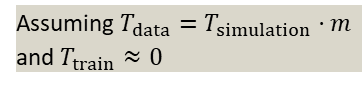 Assuming T_data = T_simulation · m
and T_train ≈ 0